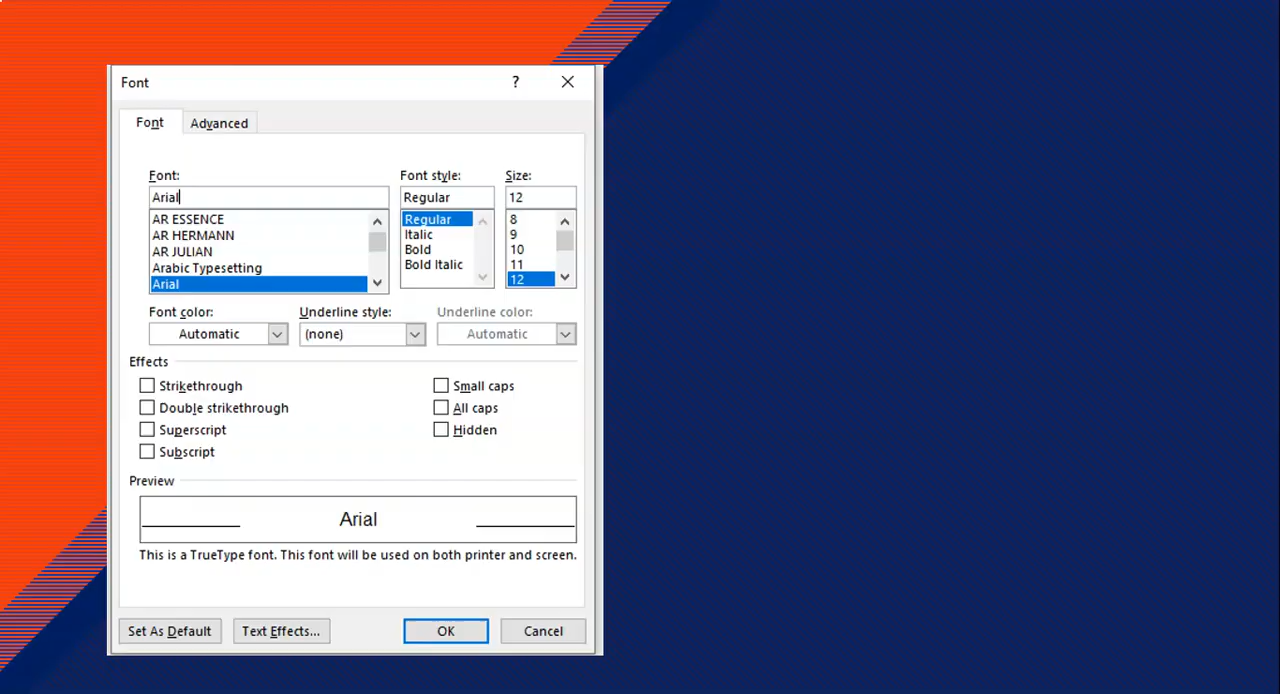 Font ?
Font Advanced
Font: Font style: Size:
Arial Regular 12
AR ESSENCE Regular 8
AR HERMANN Italic 9
AR JULIAN Bold 10
Arabic Typesetting Bold Italic 11
Arial 12
Font color: Underline style: Underline color:
Automatic (none) Automatic
Effects
Strikethrough Small caps
Double strikethrough All caps
Superscript Hidden
Subscript
Preview
Arial
This is a TrueType font. This font will be used on both printer and screen.
Set As Default Text Effects... OK Cancel